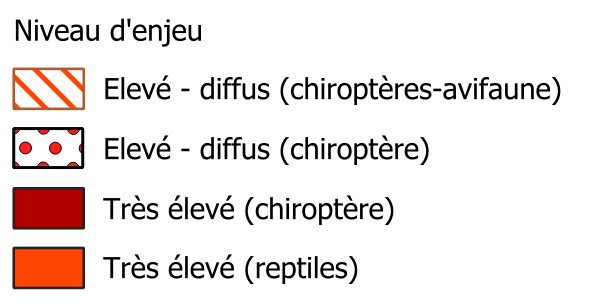 Niveau d'enjeu
Elevé - diffus (chiroptères-avifaune)
Elevé - diffus (chiroptère)
Très élevé (chiroptère)
Très élevé (reptiles)